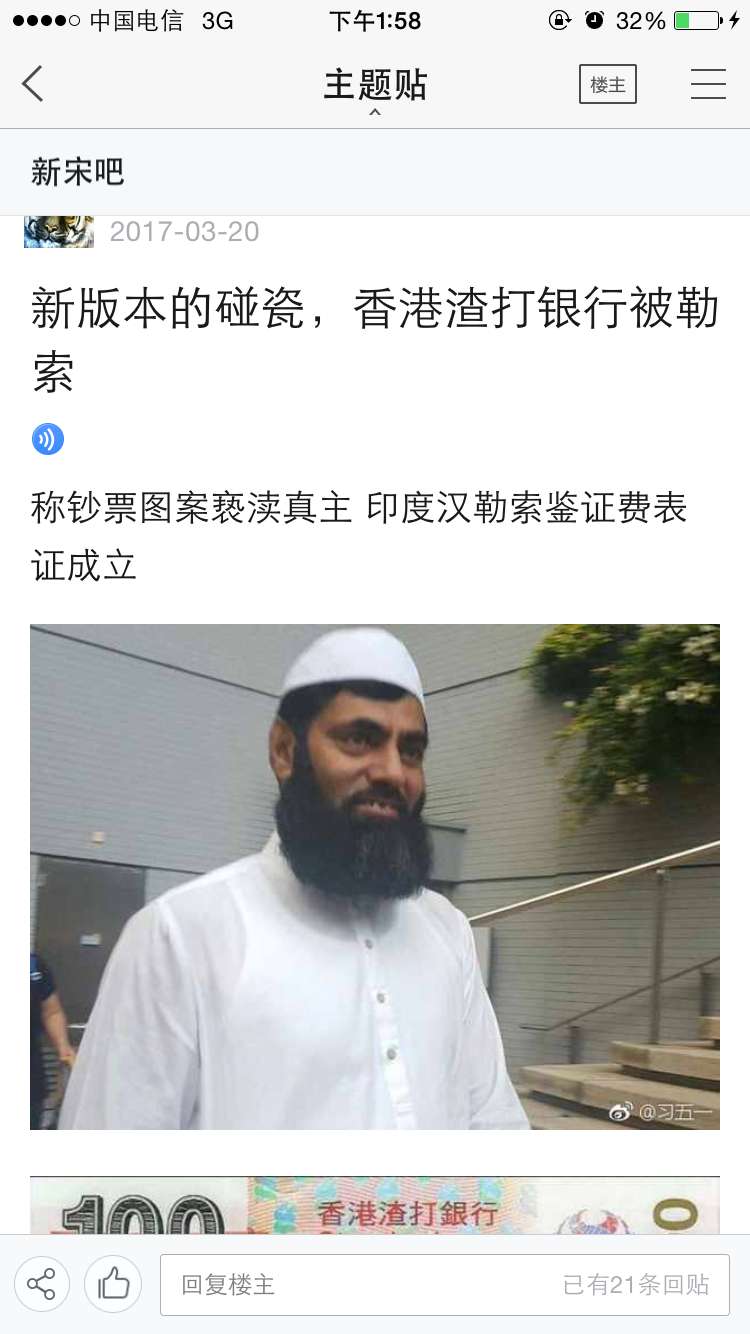 中国电信 3G 下午1:58 32%
主题贴 楼主
新宋吧
2017-03-20
新版本的碰瓷，香港渣打银行被勒
索
称钞票图案亵渎真主 印度汉勒索鉴证费表
证成立
@习五一
100 香港渣打銀行 0
回复楼主 已有21条回贴